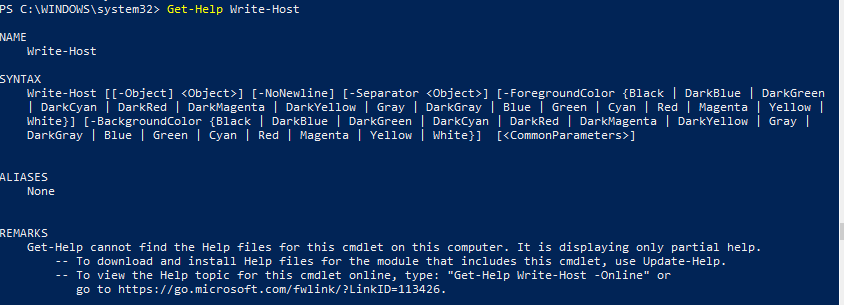 PS C:\WINDOWS\system32> Get-Help Write-Host
NAME
Write-Host
SYNTAX
Write-Host [[-Object] <Object>] [-NoNewline] [-Separator <Object>] [-ForegroundColor {Black | DarkBlue | DarkGreen
| DarkCyan | DarkRed | DarkMagenta | DarkYellow | Gray | DarkGray | Blue | Green | Cyan | Red | Magenta | Yellow |
White}] [-BackgroundColor {Black | DarkBlue | DarkGreen | DarkCyan | DarkRed | DarkMagenta | DarkYellow | Gray |
DarkGray | Blue | Green | Cyan | Red | Magenta | Yellow | White}]  [<CommonParameters>]
ALIASES
None
REMARKS
Get-Help cannot find the Help files for this cmdlet on this computer. It is displaying only partial help.
-- To download and install Help files for the module that includes this cmdlet, use Update-Help.
-- To view the Help topic for this cmdlet online, type: "Get-Help Write-Host -Online" or
go to https://go.microsoft.com/fwlink/?LinkID=113426.